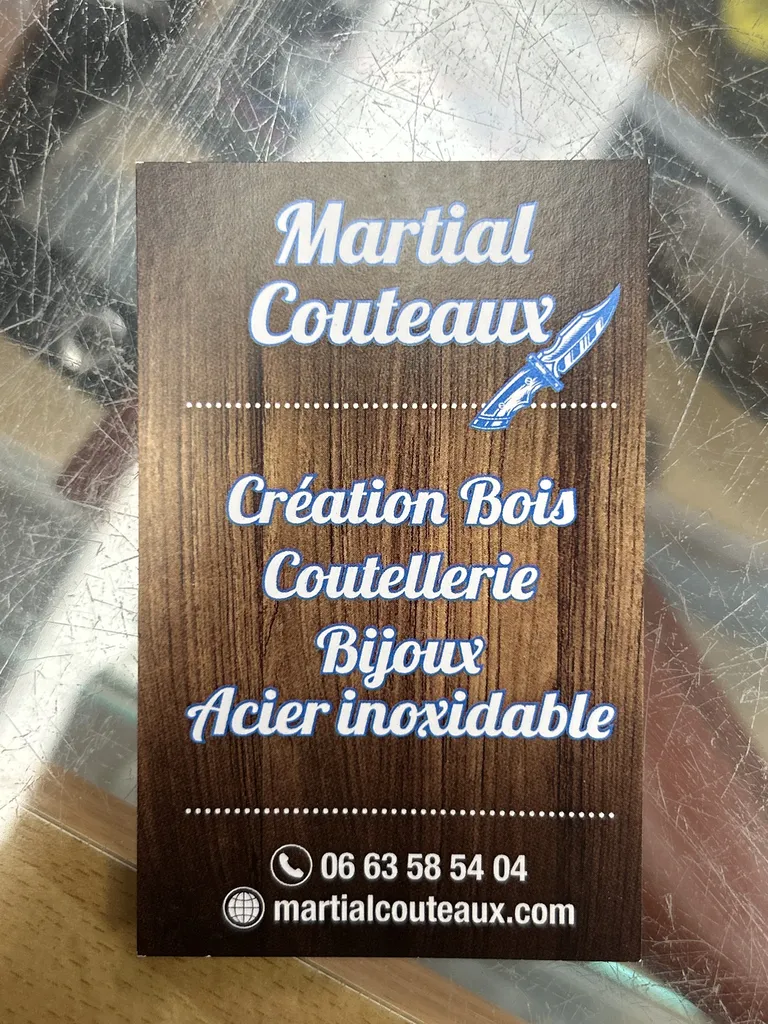 Martial
Couteaux
Création Bois
Coutellerie
Bijoux
Acier inoxidable
06 63 58 54 04
martialcouteaux.com